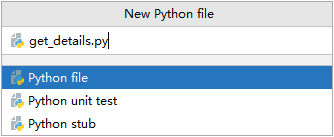 New Python file
get_details.py
Python file
Python unit test
Python stub